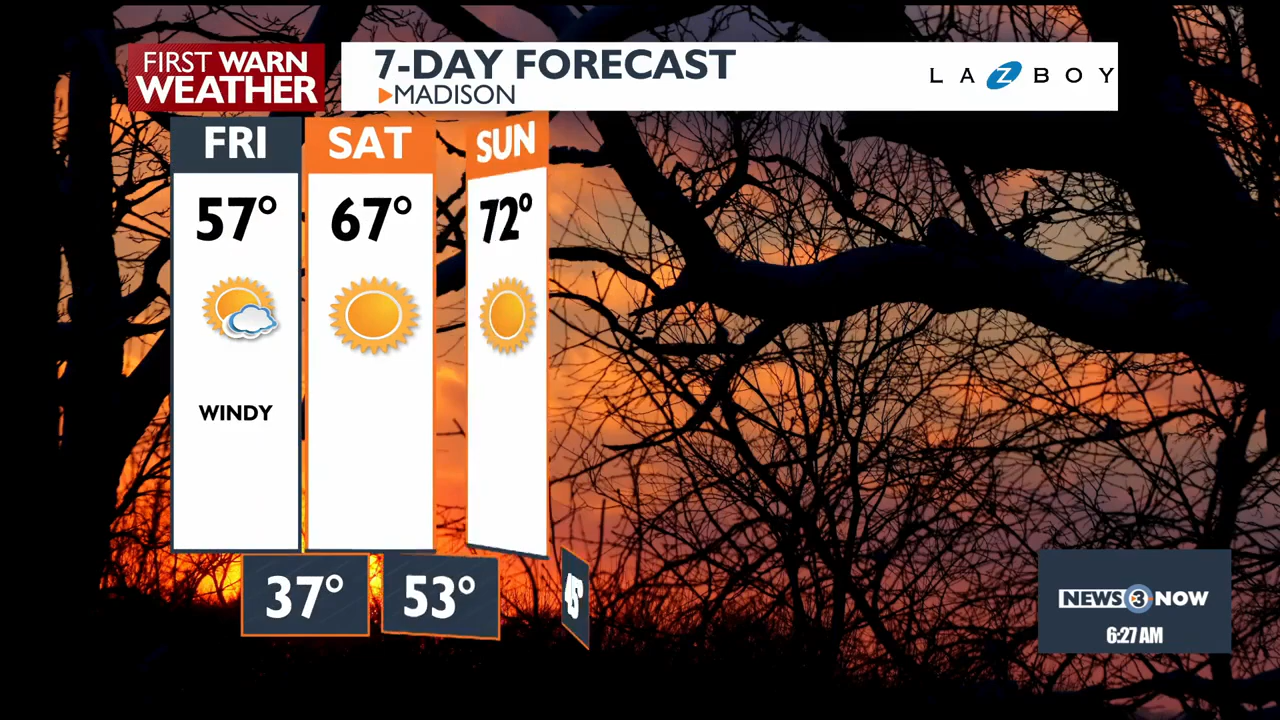 FIRST WARN
WEATHER
7-DAY FORECAST
MADISON
LA Z BOY
FRI
SAT
SUN
57°
67°
72°
WINDY
37°
53°
45°
NEWS 3 NOW
6:27 AM